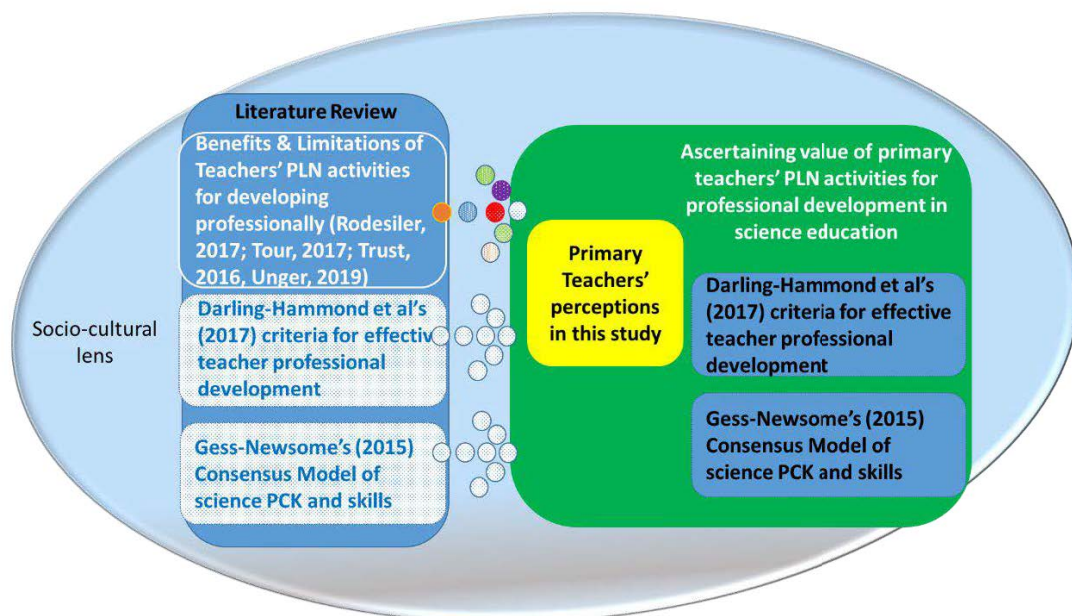 Literature Review
Benefits & Limitations of
Teachers' PLN activities
for developing
professionally (Rodesiler,
2017; Tour, 2017; Trust,
2016, Unger, 2019)
Darling-Hammond et al's
(2017) criteria for effective
teacher professional
development
Gess-Newsome's (2015)
Consensus Model of
science PCK and skills
Socio-cultural
lens
Primary
Teachers'
perceptions
in this study
Ascertaining value of primary
teachers' PLN activities for
professional development in
science education
Darling-Hammond et al's
(2017) criteria for effective
teacher professional
development
Gess-Newsome's (2015)
Consensus Model of
science PCK and skills